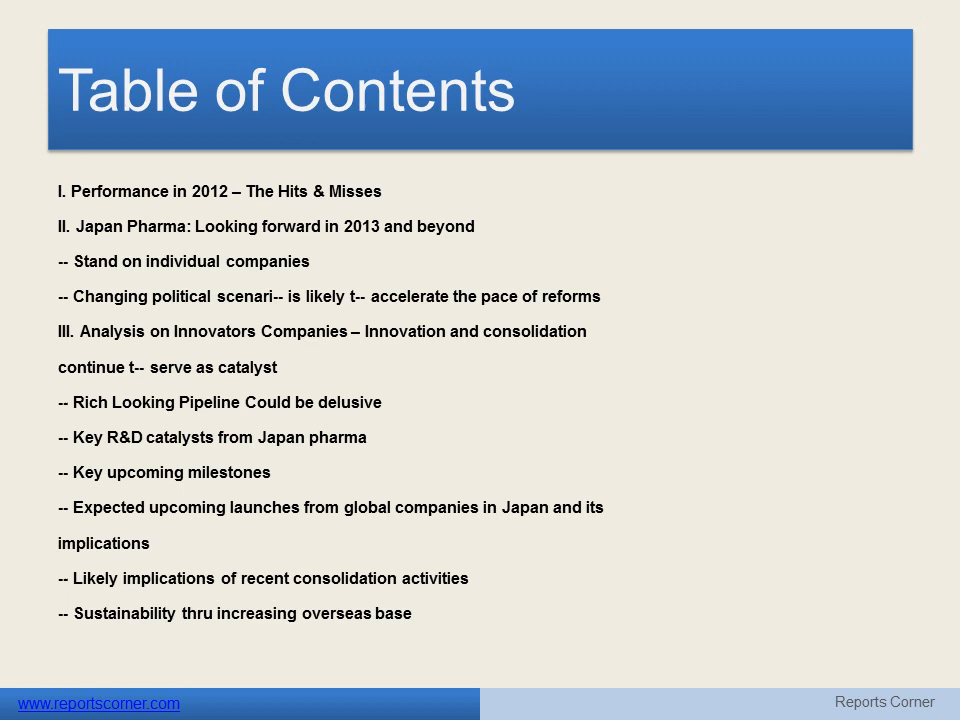 Table of Contents
I. Performance in 2012 – The Hits & Misses
II. Japan Pharma: Looking forward in 2013 and beyond
-- Stand on individual companies
-- Changing political scenari-- is likely t-- accelerate the pace of reforms
III. Analysis on Innovators Companies – Innovation and consolidation
continue t-- serve as catalyst
-- Rich Looking Pipeline Could be delusive
-- Key R&D catalysts from Japan pharma
-- Key upcoming milestones
-- Expected upcoming launches from global companies in Japan and its
implications
-- Likely implications of recent consolidation activities
-- Sustainability thru increasing overseas base
www.reportscorner.com
Reports Corner